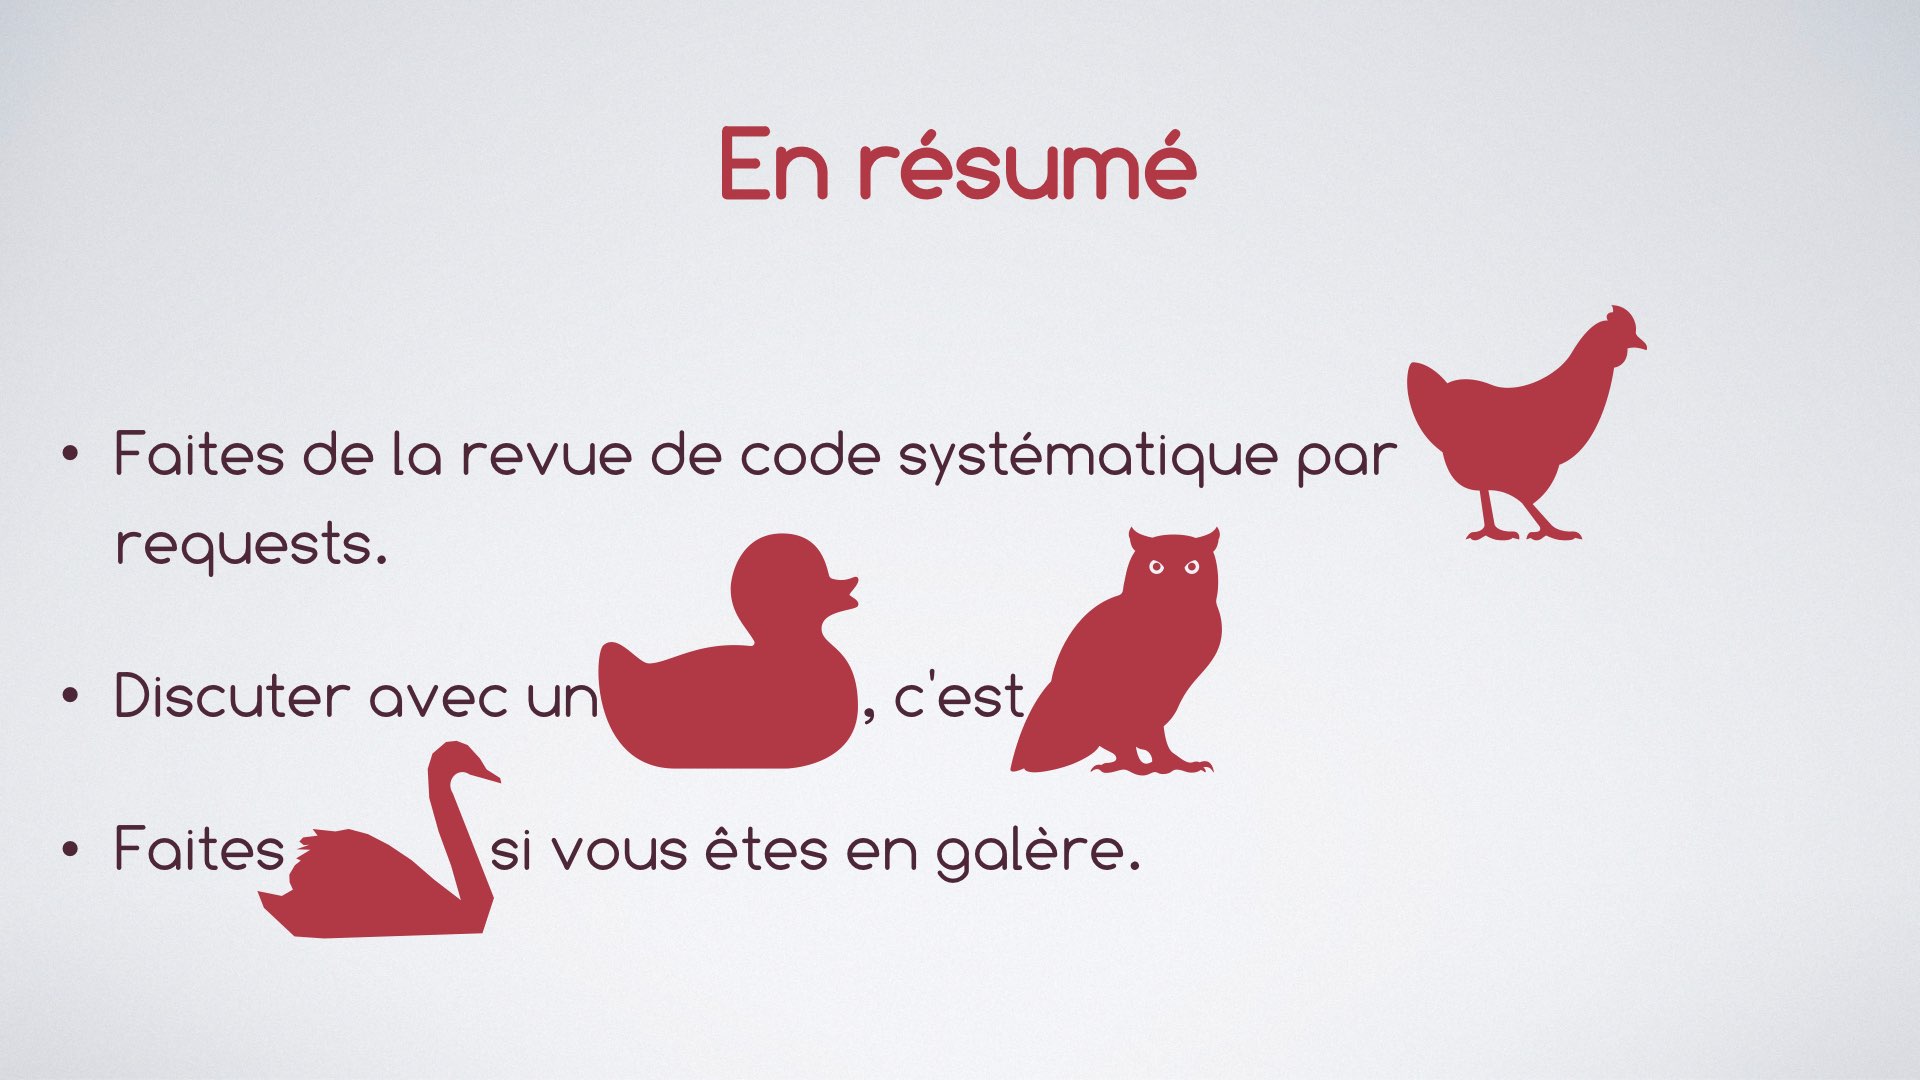 En résumé
• Faites de la revue de code systématique par
requests.
• Discuter avec un , c'est
• Faites si vous êtes en galère.